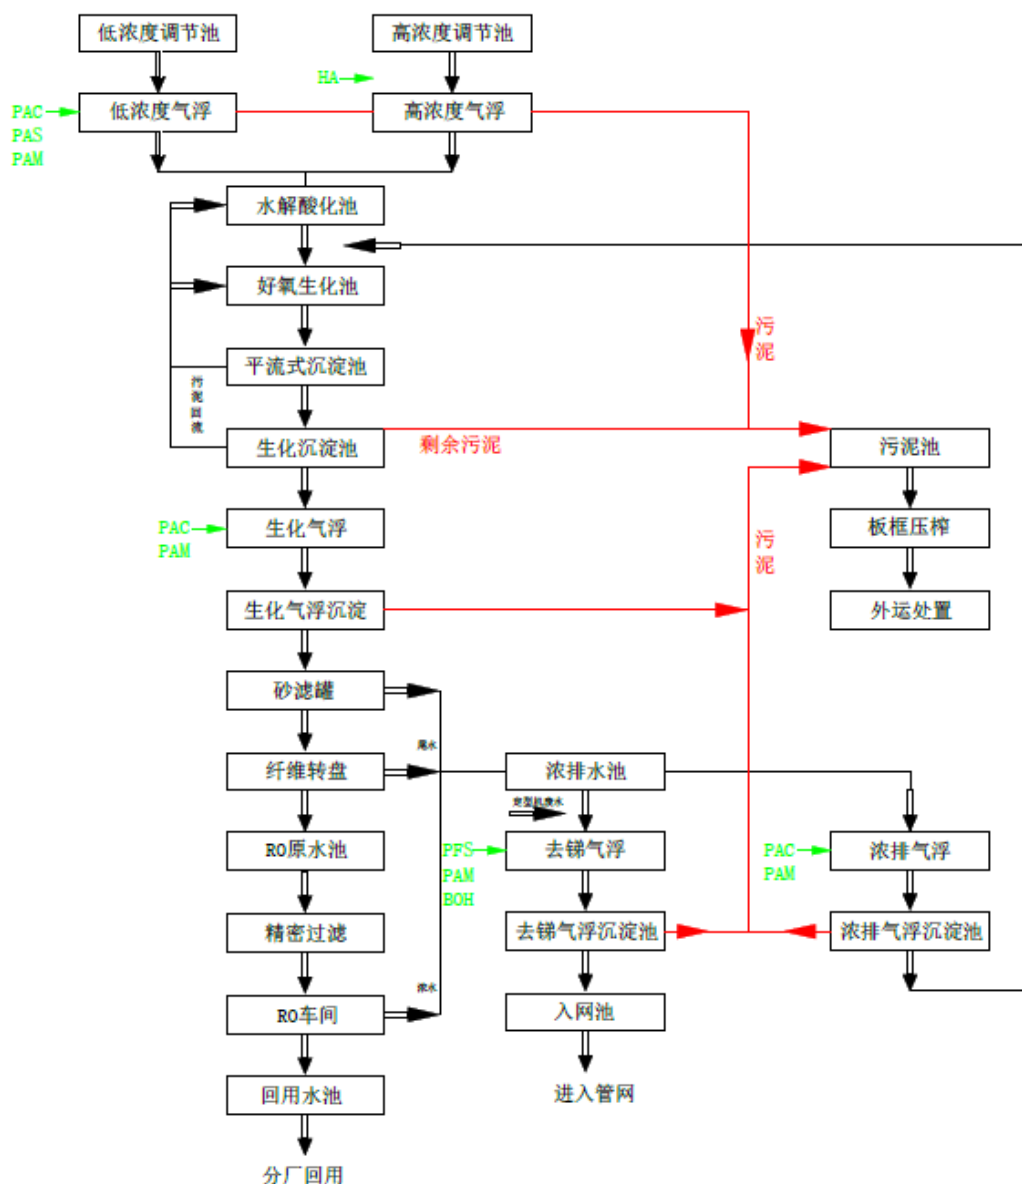 低浓度调节池
高浓度调节池
HA
PAC
PAS
PAM
低浓度气浮
高浓度气浮
水解酸化池
好氧生化池
污泥
平流式沉淀池
污泥回流
生化沉淀池
剩余污泥
污泥池
PAC
PAM
生化气浮
污泥
板框压榨
生化气浮沉淀
外运处置
砂滤罐
尾水
纤维转盘
浓排水池
定型机废水
RO原水池
PFS
PAM
BOH
去锑气浮
PAC
PAM
浓排气浮
精密过滤
去锑气浮沉淀池
浓排气浮沉淀池
浓水
RO车间
入网池
回用水池
进入管网
分厂回用